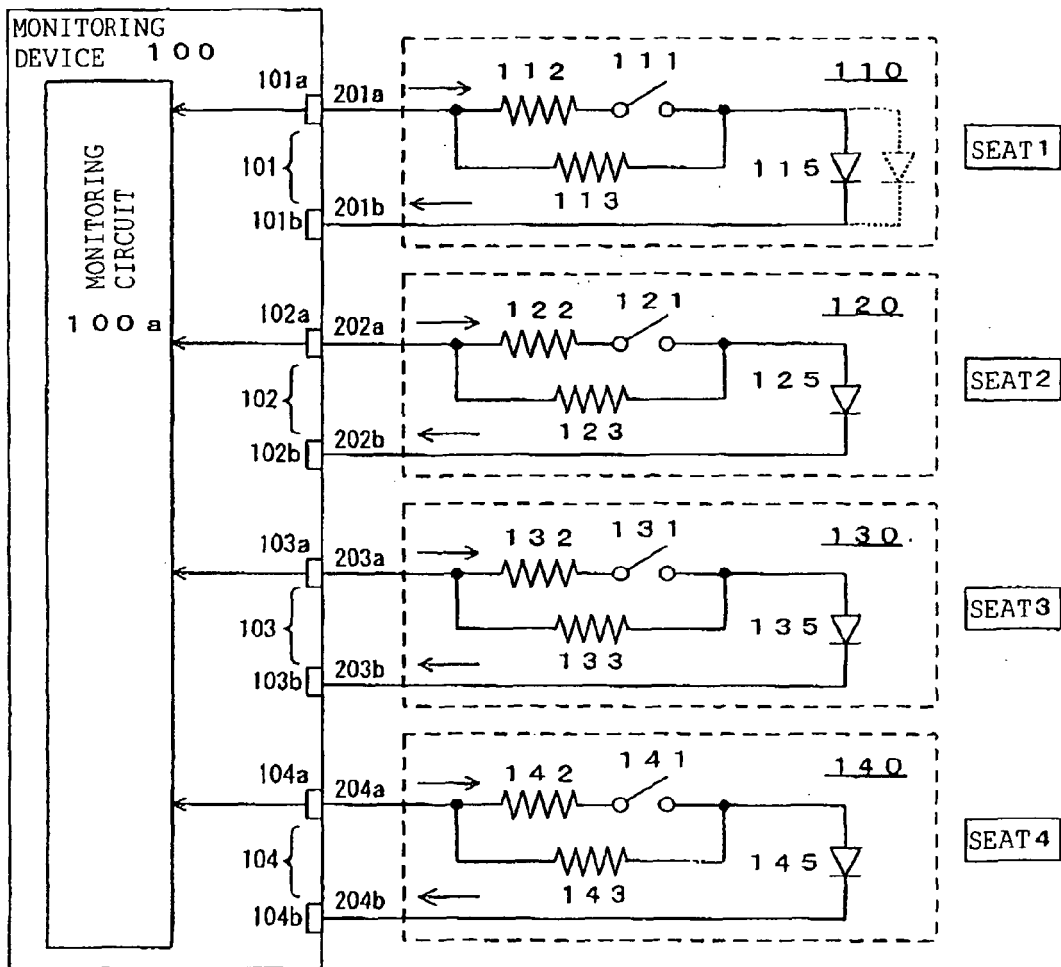 MONITORING
DEVICE 100
MONITORING
CIRCUIT
100a
101a
201a
101
101b
201b
112
111
110
113
115
SEAT1
102a
202a
102
102b
202b
122
121
120
123
125
SEAT2
103a
203a
103
103b
203b
132
131
130
133
135
SEAT3
104a
204a
104
104b
204b
142
141
140
143
145
SEAT4